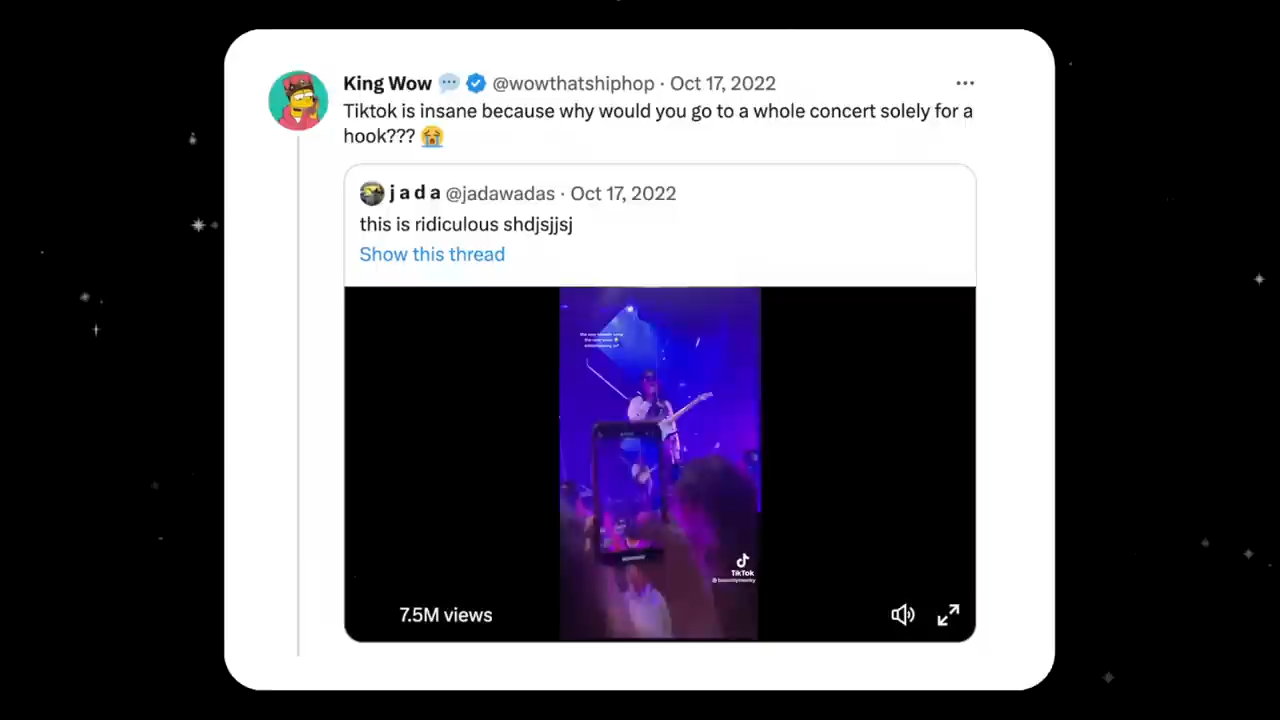 King Wow 💬 @wowthatshiphop · Oct 17, 2022
Tiktok is insane because why would you go to a whole concert solely for a
hook??? 😭
j a d a @jadawadas · Oct 17, 2022
this is ridiculous shdjsjjsj
Show this thread
TikTok
7.5M views